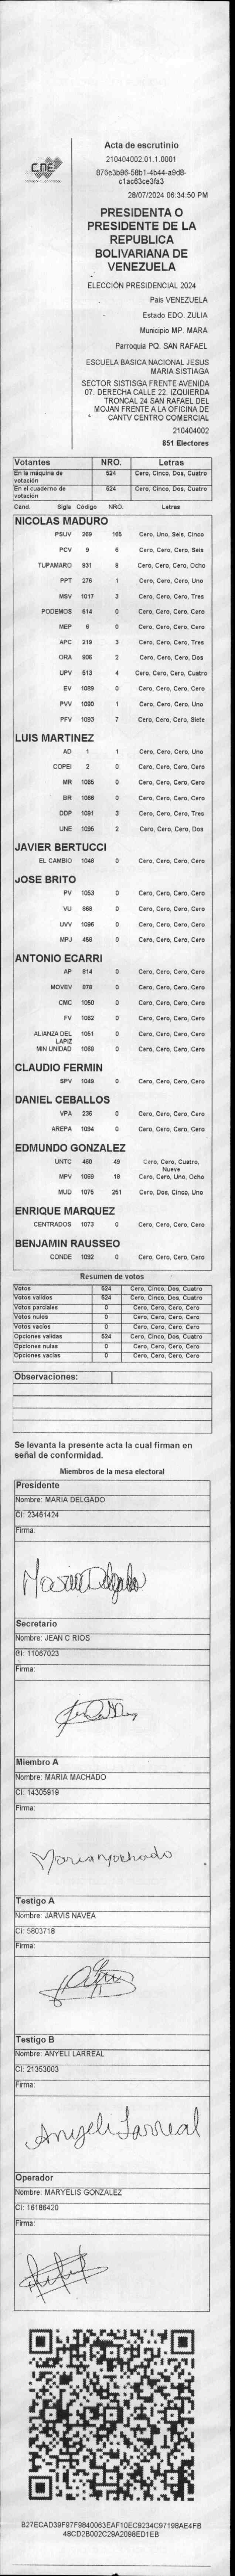 CNE
Acta de escrutinio
210404002.01.1.0001
876e3b96-58b1-4b44-a9d8-
c1ac63ce3fa3
28/07/2024 06:34:50 PM
PRESIDENTA O
PRESIDENTE DE LA
REPUBLICA
BOLIVARIANA DE
VENEZUELA
ELECCIÓN PRESIDENCIAL 2024
País VENEZUELA
Estado EDO. ZULIA
Municipio MP. MARA
Parroquia PQ. SAN RAFAEL
ESCUELA BASICA NACIONAL JESUS
MARIA SISTIAGA
SECTOR SISTISGA FRENTE AVENIDA
07. DERECHA CALLE 22. IZQUIERDA
TRONCAL 24 SAN RAFAEL DEL
MOJAN FRENTE A LA OFICINA DE
CANTV CENTRO COMERCIAL
210404002
851 Electores
Votantes NRO. Letras
En la máquina de votación 524 Cero, Cinco, Dos, Cuatro
En el cuaderno de votación 524 Cero, Cinco, Dos, Cuatro
Cand. Sigla Código NRO. Letras
NICOLAS MADURO
PSUV 269 165 Cero, Uno, Seis, Cinco
PCV 9 6 Cero, Cero, Cero, Seis
TUPAMARO 931 8 Cero, Cero, Cero, Ocho
PPT 276 1 Cero, Cero, Cero, Uno
MSV 1017 3 Cero, Cero, Cero, Tres
PODEMOS 514 0 Cero, Cero, Cero, Cero
MEP 6 0 Cero, Cero, Cero, Cero
APC 219 3 Cero, Cero, Cero, Tres
ORA 906 2 Cero, Cero, Cero, Dos
UPV 513 4 Cero, Cero, Cero, Cuatro
EV 1089 0 Cero, Cero, Cero, Cero
PVV 1090 1 Cero, Cero, Cero, Uno
PFV 1093 7 Cero, Cero, Cero, Siete
LUIS MARTINEZ
AD 1 1 Cero, Cero, Cero, Uno
COPEI 2 0 Cero, Cero, Cero, Cero
MR 1065 0 Cero, Cero, Cero, Cero
BR 1066 0 Cero, Cero, Cero, Cero
DDP 1091 3 Cero, Cero, Cero, Tres
UNE 1095 2 Cero, Cero, Cero, Dos
JAVIER BERTUCCI
EL CAMBIO 1048 0 Cero, Cero, Cero, Cero
JOSE BRITO
PV 1053 0 Cero, Cero, Cero, Cero
VU 868 0 Cero, Cero, Cero, Cero
UVV 1096 0 Cero, Cero, Cero, Cero
MPJ 458 0 Cero, Cero, Cero, Cero
ANTONIO ECARRI
AP 814 0 Cero, Cero, Cero, Cero
MOVEV 879 0 Cero, Cero, Cero, Cero
CMC 1050 0 Cero, Cero, Cero, Cero
FV 1062 0 Cero, Cero, Cero, Cero
ALIANZA DEL LAPIZ 1051 0 Cero, Cero, Cero, Cero
MIN UNIDAD 1068 0 Cero, Cero, Cero, Cero
CLAUDIO FERMIN
SPV 1049 0 Cero, Cero, Cero, Cero
DANIEL CEBALLOS
VPA 236 0 Cero, Cero, Cero, Cero
AREPA 1094 0 Cero, Cero, Cero, Cero
EDMUNDO GONZALEZ
UNTC 460 49 Cero, Cero, Cuatro, Nueve
MPV 1069 18 Cero, Cero, Uno, Ocho
MUD 1075 251 Cero, Dos, Cinco, Uno
ENRIQUE MARQUEZ
CENTRADOS 1073 0 Cero, Cero, Cero, Cero
BENJAMIN RAUSSEO
CONDE 1092 0 Cero, Cero, Cero, Cero
Resumen de votos
Votos 524 Cero, Cinco, Dos, Cuatro
Votos validos 524 Cero, Cinco, Dos, Cuatro
Votos parciales 0 Cero, Cero, Cero, Cero
Votos nulos 0 Cero, Cero, Cero, Cero
Votos vacios 0 Cero, Cero, Cero, Cero
Opciones validas 524 Cero, Cinco, Dos, Cuatro
Opciones nulas 0 Cero, Cero, Cero, Cero
Opciones vacias 0 Cero, Cero, Cero, Cero
Observaciones:
Se levanta la presente acta la cual firman en
señal de conformidad.
Miembros de la mesa electoral
Presidente
Nombre: MARIA DELGADO
CI: 23461424
Firma:
Maria Delgado
Secretario
Nombre: JEAN C RIOS
CI: 11067023
Firma:
Miembro A
Nombre: MARIA MACHADO
CI: 14305919
Firma:
Maria Machado
Testigo A
Nombre: JARVIS NAVEA
CI: 5803718
Firma:
Testigo B
Nombre: ANYELI LARREAL
CI: 21353003
Firma:
Anyeli Larreal
Operador
Nombre: MARYELIS GONZALEZ
CI: 16186420
Firma:
B27ECAD39F97F9840063EAF10EC9234C97198AE4FB
48CD2B002C29A2098ED1EB